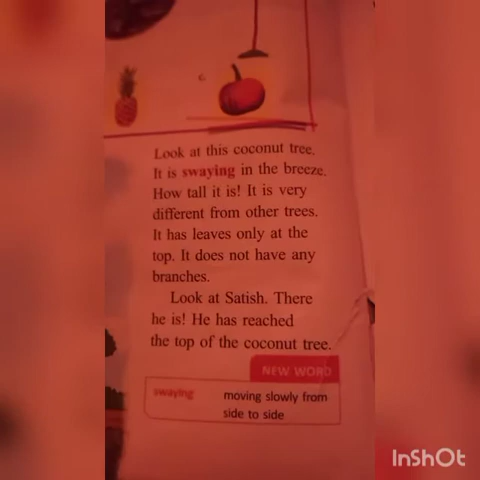 Look at this coconut tree.
It is swaying in the breeze.
How tall it is! It is very
different from other trees.
It has leaves only at the
top. It does not have any
branches.
Look at Satish. There
he is! He has reached
the top of the coconut tree.
NEW WORD
swaying moving slowly from
side to side
InShOt